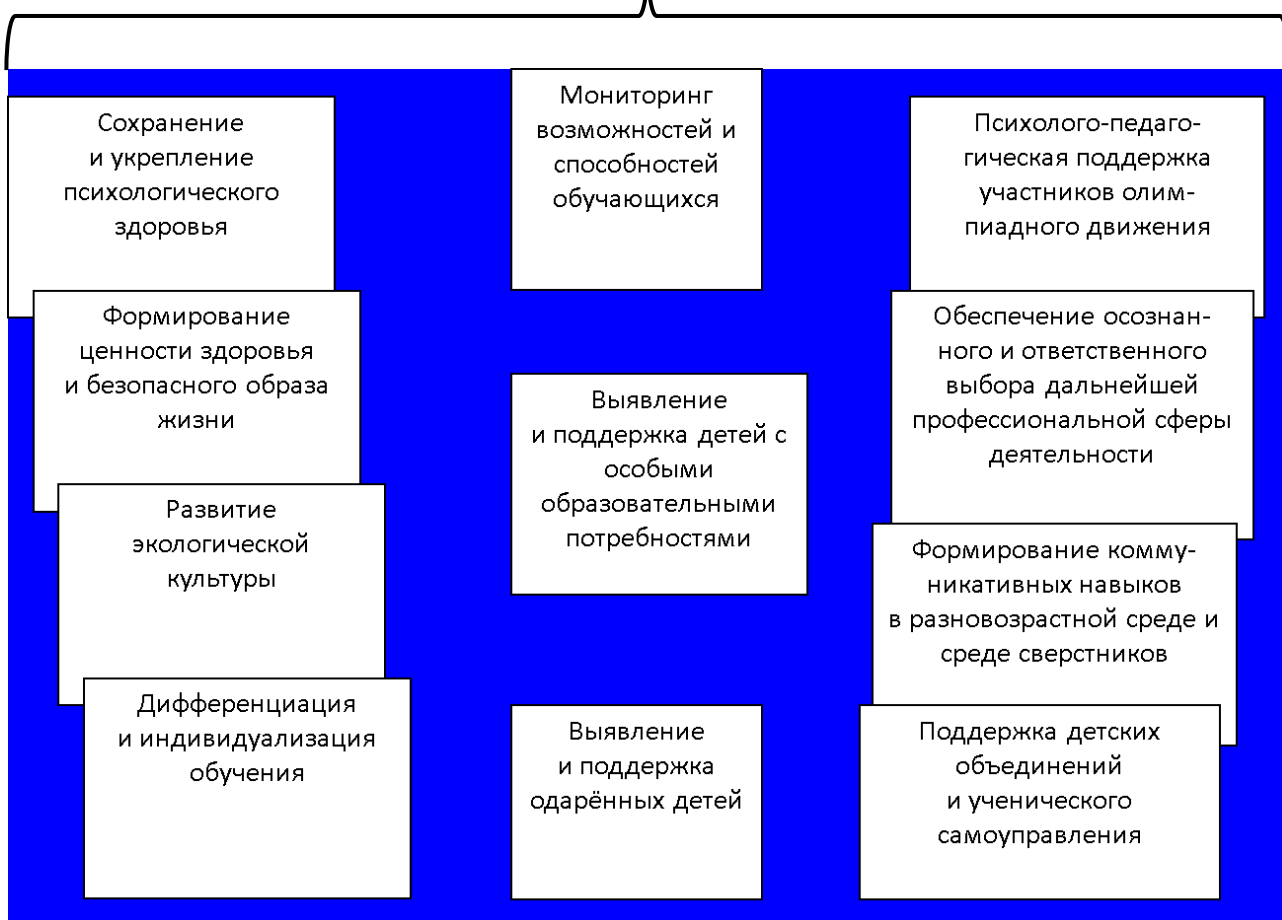 Сохранение
и укрепление
психологического
здоровья
Формирование
ценности здоровья
и безопасного образа
жизни
Развитие
экологической
культуры
Дифференциация
и индивидуализация
обучения
Мониторинг
возможностей и
способностей
обучающихся
Выявление
и поддержка детей с
особыми
образовательными
потребностями
Выявление
и поддержка
одарённых детей
Психолого-педаго-
гическая поддержка
участников олим-
пиадного движения
Обеспечение осознан-
ного и ответственного
выбора дальнейшей
профессиональной сферы
деятельности
Формирование комму-
никативных навыков
в разновозрастной среде и
среде сверстников
Поддержка детских
объединений
и ученического
самоуправления